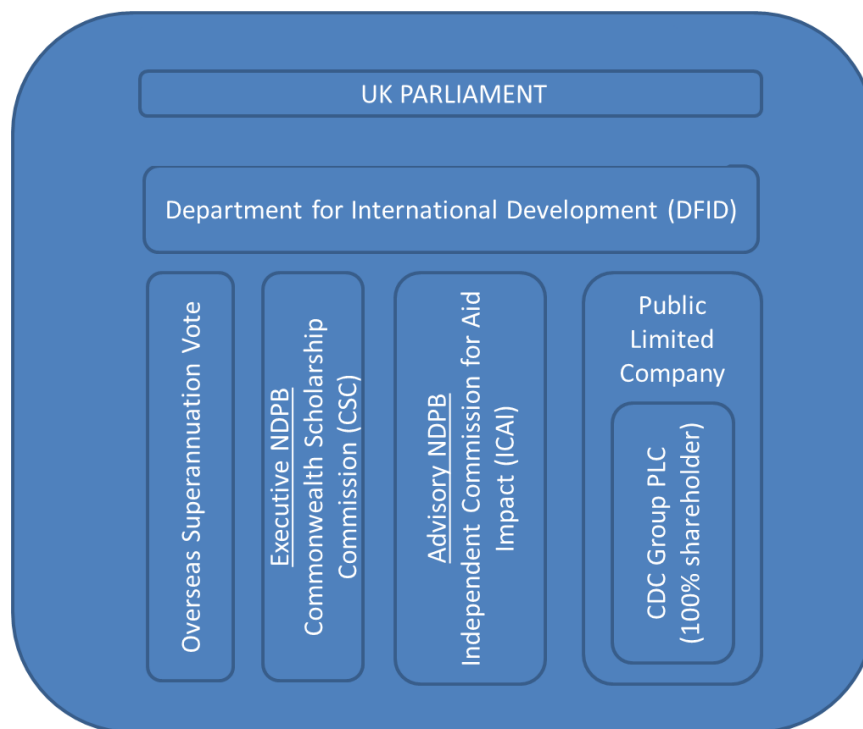 UK PARLIAMENT
Department for International Development (DFID)
Overseas Superannuation Vote
Executive NDPB
Commonwealth Scholarship
Commission (CSC)
Advisory NDPB
Independent Commission for Aid
Impact (ICAI)
Public
Limited
Company
CDC Group PLC
(100% shareholder)